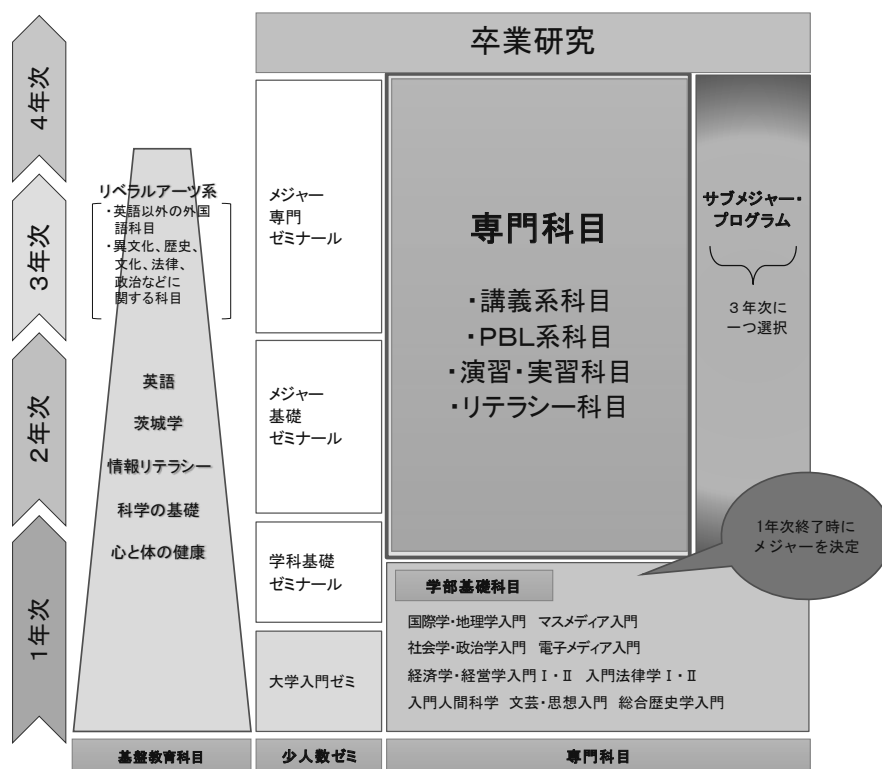 卒業研究
4年次
3年次
2年次
1年次
リベラルアーツ系
・英語以外の外国
語科目
・異文化、歴史、
文化、法律、
政治などに
関する科目
英語
茨城学
情報リテラシー
科学の基礎
心と体の健康
メジャー
専門
ゼミナール
メジャー
基礎
ゼミナール
学科基礎
ゼミナール
大学入門ゼミ
専門科目
・講義系科目
・PBL系科目
・演習・実習科目
・リテラシー科目
サブメジャー・
プログラム
3年次に
一つ選択
1年次終了時に
メジャーを決定
学部基礎科目
国際学・地理学入門 マスメディア入門
社会学・政治学入門 電子メディア入門
経済学・経営学入門Ⅰ・Ⅱ 入門法律学Ⅰ・Ⅱ
入門人間科学 文芸・思想入門 総合歴史学入門
基盤教育科目
少人数ゼミ
専門科目